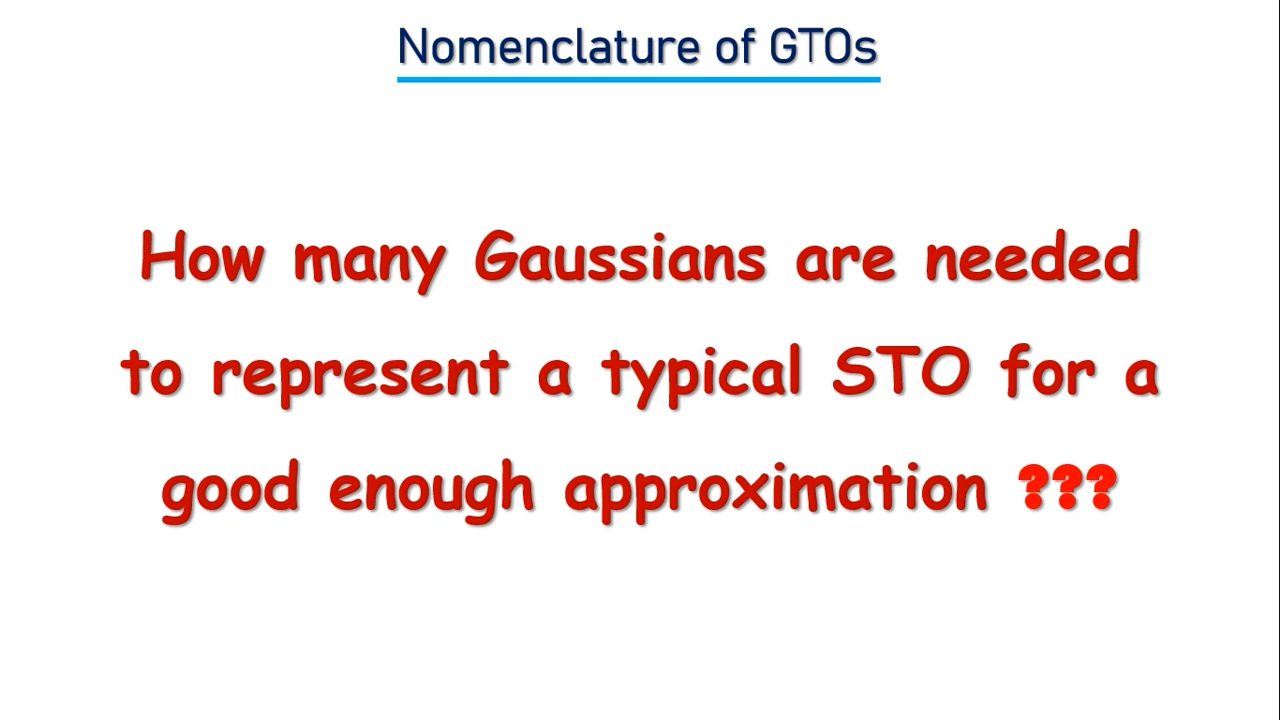 Nomenclature of GTOs
How many Gaussians are needed
to represent a typical STO for a
good enough approximation ???